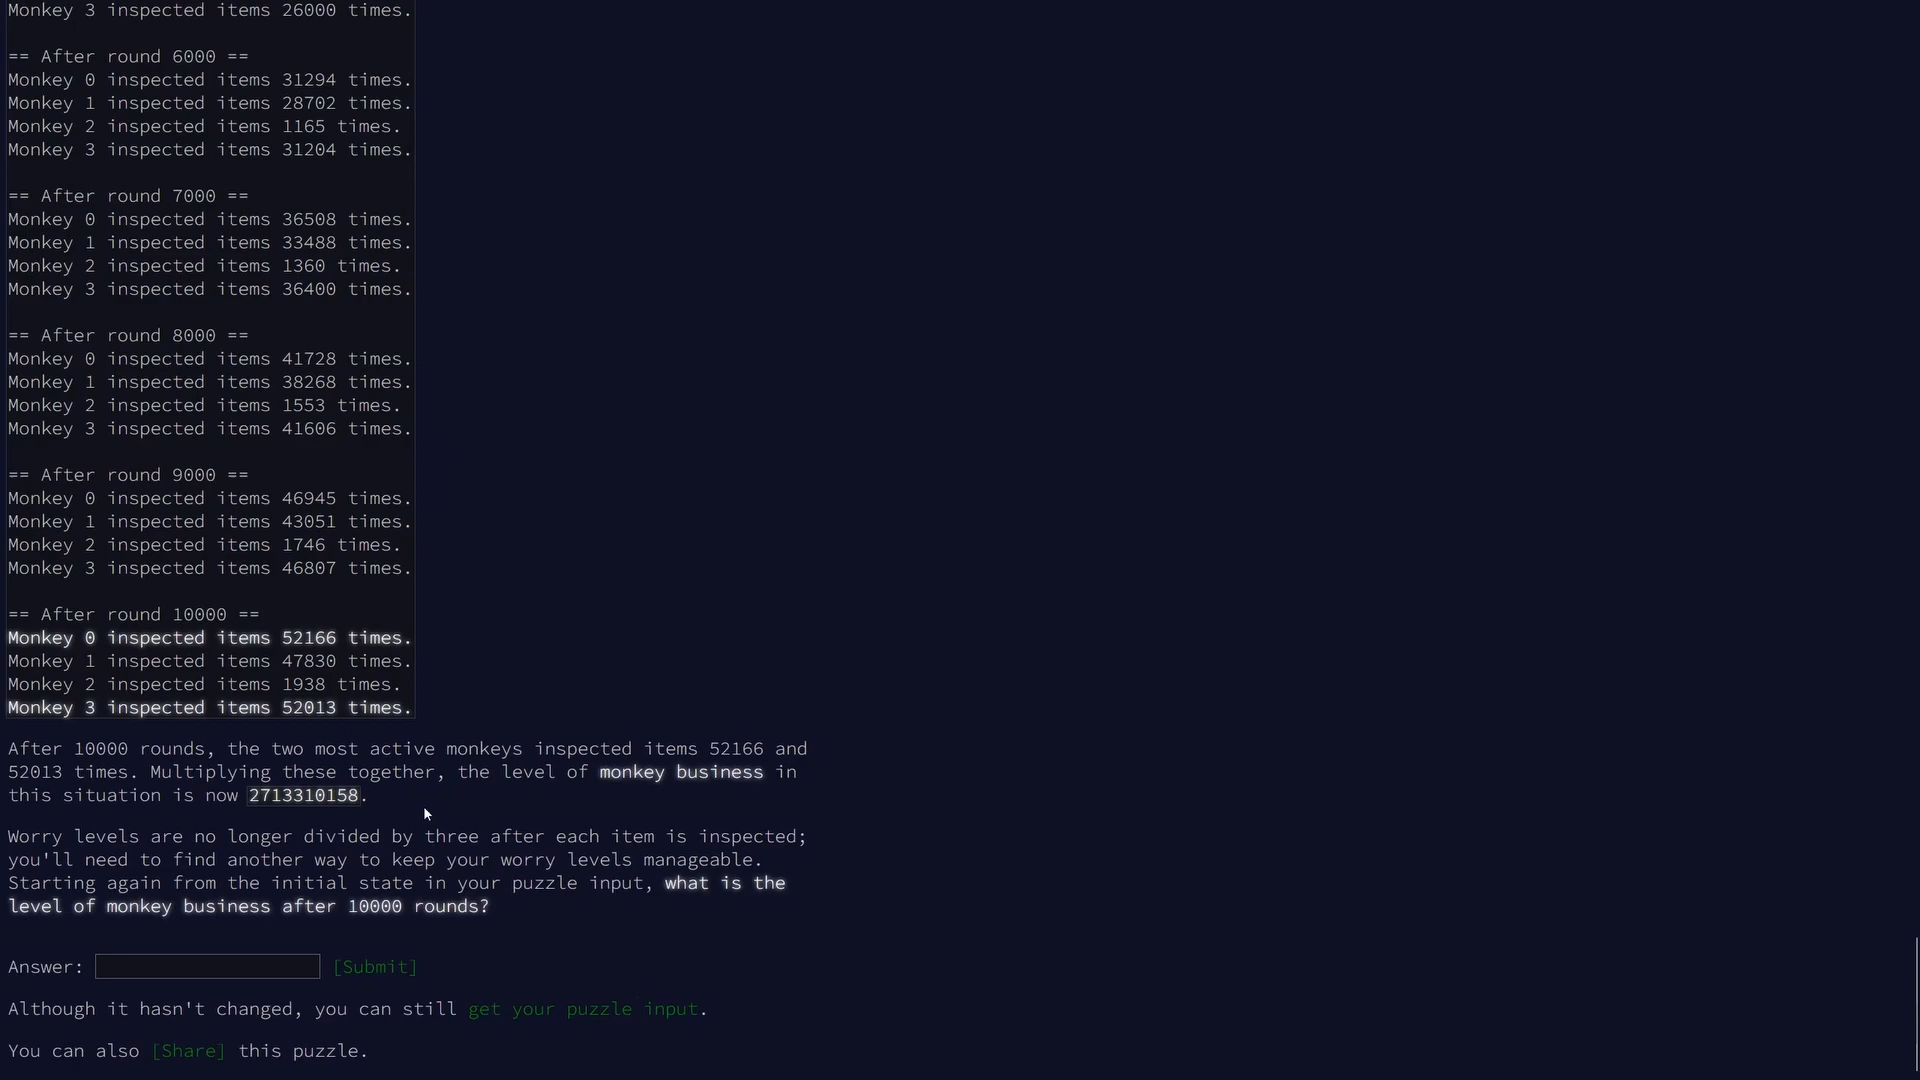 Monkey 3 inspected items 26000 times.
== After round 6000 ==
Monkey 0 inspected items 31294 times.
Monkey 1 inspected items 28702 times.
Monkey 2 inspected items 1165 times.
Monkey 3 inspected items 31204 times.
== After round 7000 ==
Monkey 0 inspected items 36508 times.
Monkey 1 inspected items 33488 times.
Monkey 2 inspected items 1360 times.
Monkey 3 inspected items 36400 times.
== After round 8000 ==
Monkey 0 inspected items 41728 times.
Monkey 1 inspected items 38268 times.
Monkey 2 inspected items 1553 times.
Monkey 3 inspected items 41606 times.
== After round 9000 ==
Monkey 0 inspected items 46945 times.
Monkey 1 inspected items 43051 times.
Monkey 2 inspected items 1746 times.
Monkey 3 inspected items 46807 times.
== After round 10000 ==
Monkey 0 inspected items 52166 times.
Monkey 1 inspected items 47830 times.
Monkey 2 inspected items 1938 times.
Monkey 3 inspected items 52013 times.
After 10000 rounds, the two most active monkeys inspected items 52166 and
52013 times. Multiplying these together, the level of monkey business in
this situation is now 2713310158.
Worry levels are no longer divided by three after each item is inspected;
you'll need to find another way to keep your worry levels manageable.
Starting again from the initial state in your puzzle input, what is the
level of monkey business after 10000 rounds?
Answer: [Submit]
Although it hasn't changed, you can still get your puzzle input.
You can also [Share] this puzzle.